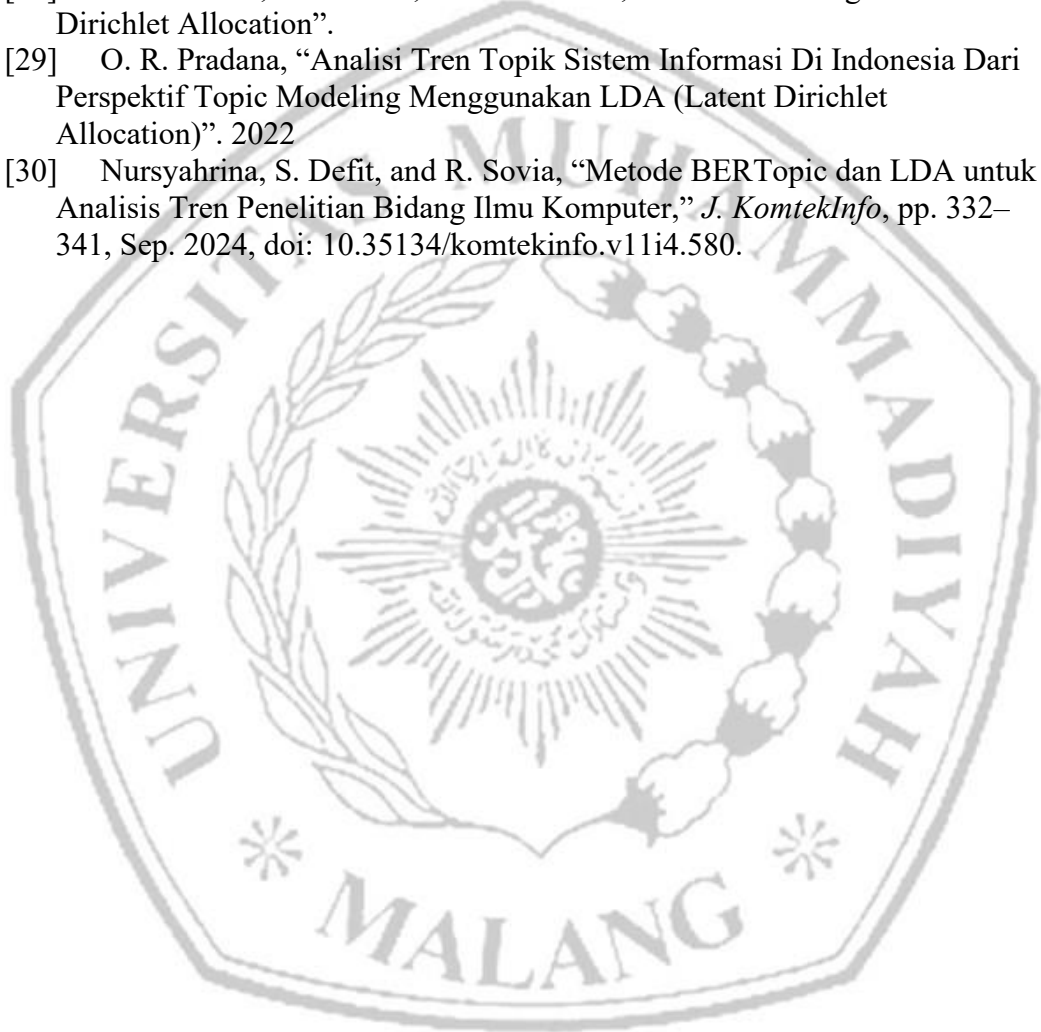 Dirichlet Allocation”.
[29] O. R. Pradana, “Analisi Tren Topik Sistem Informasi Di Indonesia Dari
Perspektif Topic Modeling Menggunakan LDA (Latent Dirichlet
Allocation)”. 2022
[30] Nursyahrina, S. Defit, and R. Sovia, “Metode BERTopic dan LDA untuk
Analisis Tren Penelitian Bidang Ilmu Komputer,” J. KomtekInfo, pp. 332–
341, Sep. 2024, doi: 10.35134/komtekinfo.v11i4.580.
UNIVERSITAS MUHAMMADIYAH
MALANG